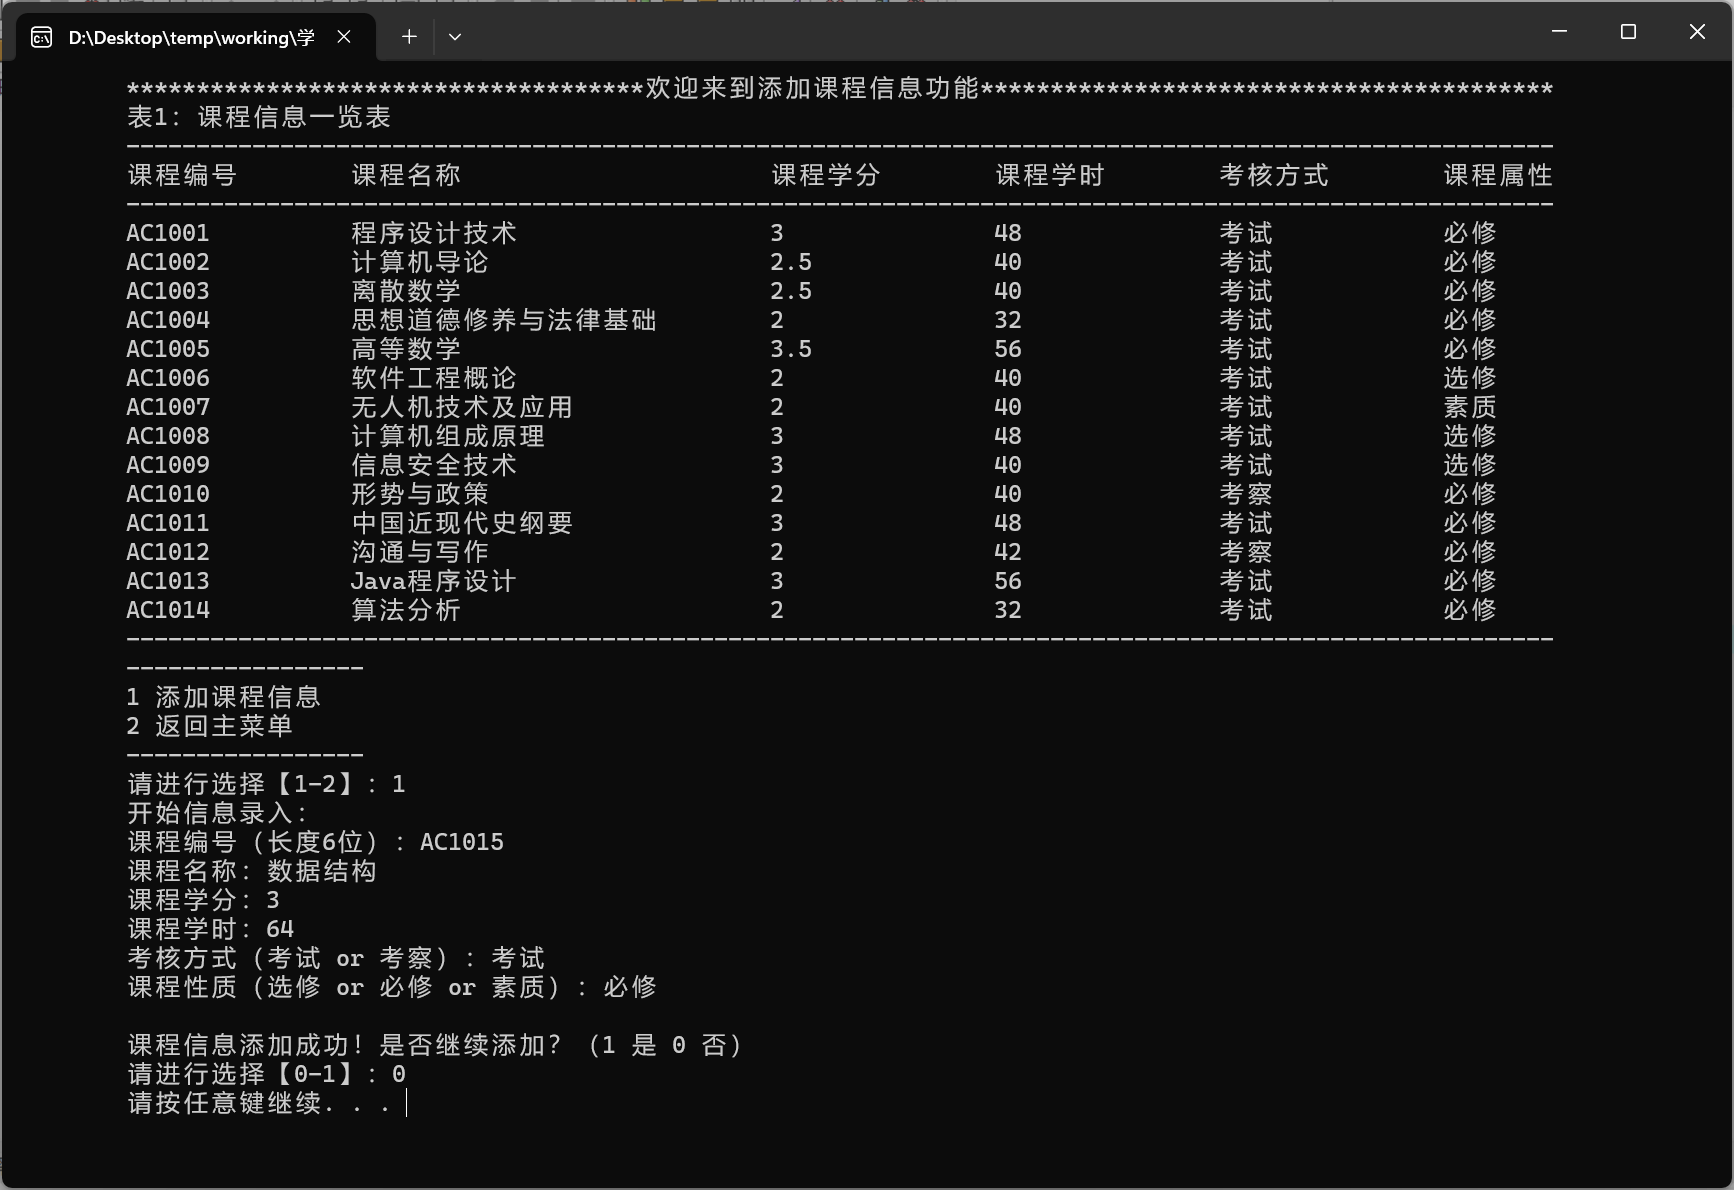 D:\Desktop\temp\working\学
*************************************欢迎来到添加课程信息功能*****************************************
表1: 课程信息一览表
------------------------------------------------------------------------------------------------------
课程编号 课程名称 课程学分 课程学时 考核方式 课程属性
------------------------------------------------------------------------------------------------------
AC1001 程序设计技术 3 48 考试 必修
AC1002 计算机导论 2.5 40 考试 必修
AC1003 离散数学 2.5 40 考试 必修
AC1004 思想道德修养与法律基础 2 32 考试 必修
AC1005 高等数学 3.5 56 考试 必修
AC1006 软件工程概论 2 40 考试 选修
AC1007 无人机技术及应用 2 40 考试 素质
AC1008 计算机组成原理 3 48 考试 选修
AC1009 信息安全技术 3 40 考试 选修
AC1010 形势与政策 2 40 考察 必修
AC1011 中国近现代史纲要 3 48 考试 必修
AC1012 沟通与写作 2 42 考察 必修
AC1013 Java程序设计 3 56 考试 必修
AC1014 算法分析 2 32 考试 必修
------------------------------------------------------------------------------------------------------
-----------------
1 添加课程信息
2 返回主菜单
-----------------
请进行选择【1-2】: 1
开始信息录入:
课程编号 (长度6位) : AC1015
课程名称: 数据结构
课程学分: 3
课程学时: 64
考核方式 (考试 or 考察) : 考试
课程性质 (选修 or 必修 or 素质) : 必修
课程信息添加成功! 是否继续添加? (1 是 0 否)
请进行选择【0-1】: 0
请按任意键继续. . .